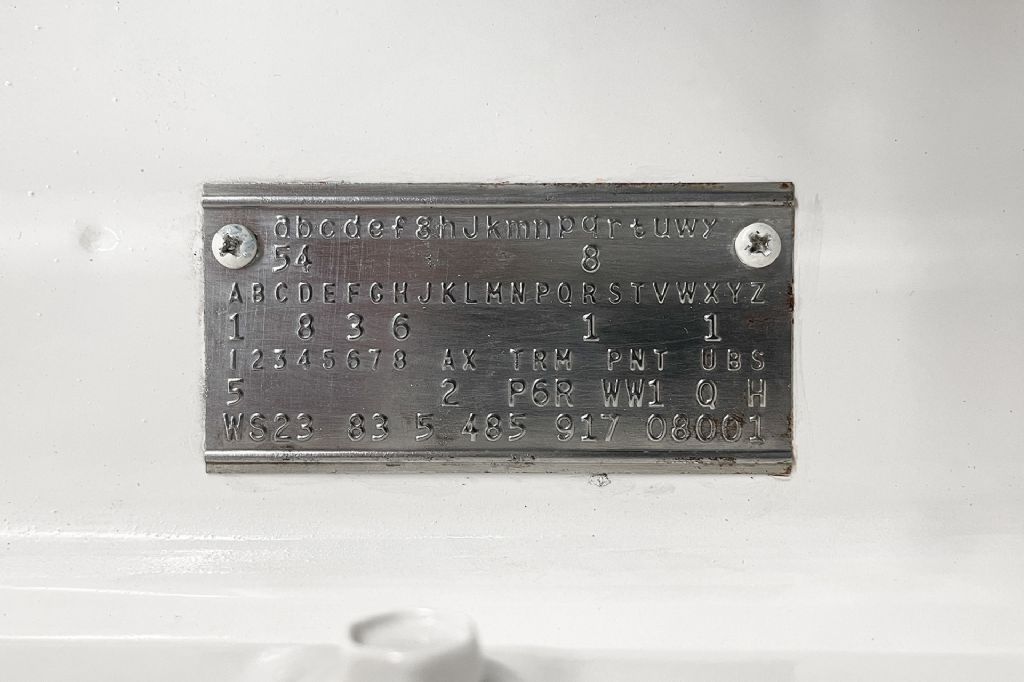 abcdefghJkmnpqrtuwy
54 8
ABCDEFGHJKLMNPQRSTVWXYZ
1 8 3 6 1 1
12345678 AX TRM PNT UBS
5 2 P6R WW1 Q H
WS23 83 5 485 917 08001